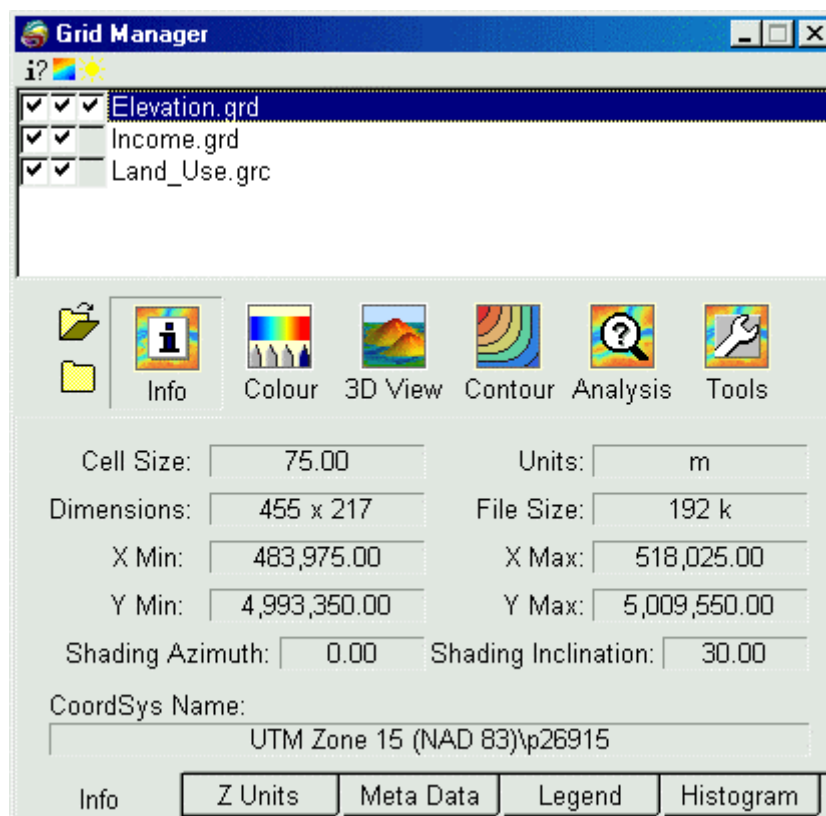 Grid Manager
i?
Elevation.grd
Income.grd
Land_Use.grc
Info Colour 3D View Contour Analysis Tools
Cell Size: 75.00 Units: m
Dimensions: 455 x 217 File Size: 192 k
X Min: 483,975.00 X Max: 518,025.00
Y Min: 4,993,350.00 Y Max: 5,009,550.00
Shading Azimuth: 0.00 Shading Inclination: 30.00
CoordSys Name:
UTM Zone 15 (NAD 83)\p26915
Info Z Units Meta Data Legend Histogram